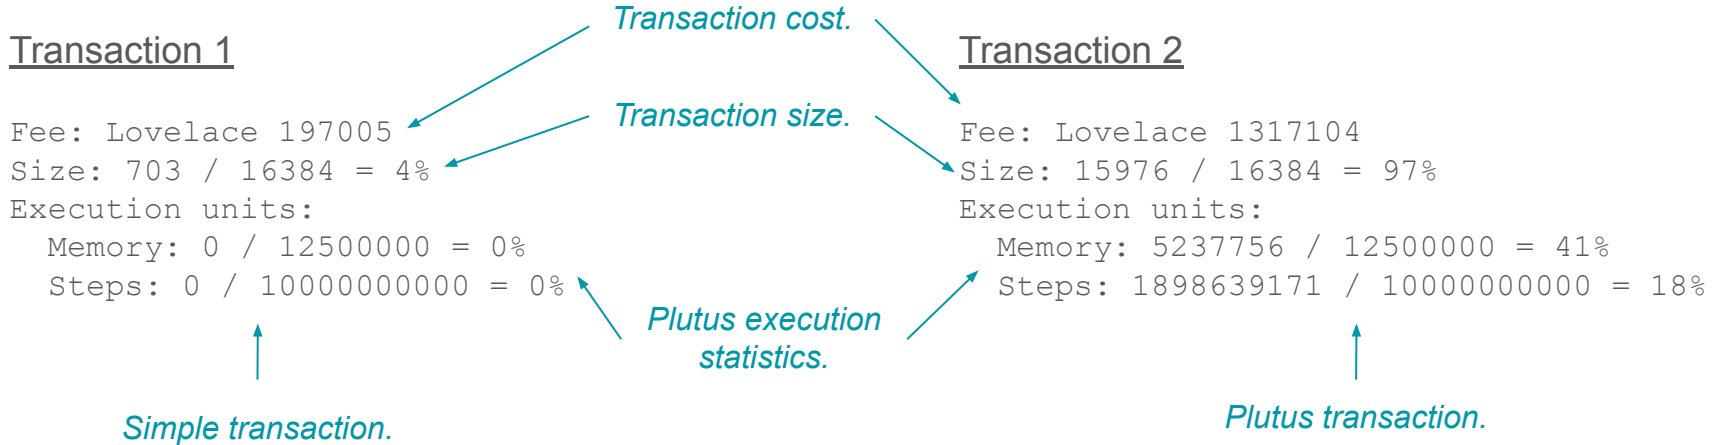 Transaction cost.
Transaction 1
Transaction 2
Transaction size.
Fee: Lovelace 197005
Size: 703 / 16384 = 4%
Execution units:
Memory: 0 / 12500000 = 0%
Steps: 0 / 10000000000 = 0%
Fee: Lovelace 1317104
Size: 15976 / 16384 = 97%
Execution units:
Memory: 5237756 / 12500000 = 41%
Steps: 1898639171 / 10000000000 = 18%
Plutus execution
statistics.
Simple transaction.
Plutus transaction.